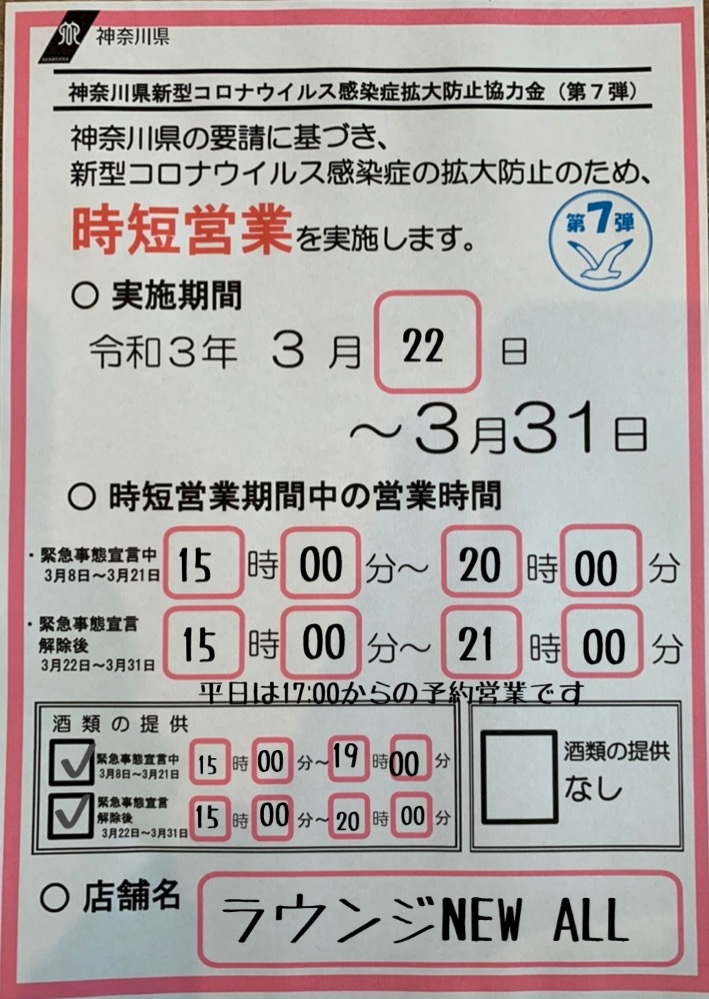 神奈川県
神奈川県新型コロナウイルス感染症拡大防止協力金（第７弾）
神奈川県の要請に基づき、
新型コロナウイルス感染症の拡大防止のため、
時短営業を実施します。
第7弾
○ 実施期間
令和３年 ３月 22 日
～３月31日
○ 時短営業期間中の営業時間
・緊急事態宣言中
3月8日～3月21日
15 時 00 分～ 20 時 00 分
・緊急事態宣言
解除後
3月22日～3月31日
15 時 00 分～ 21 時 00 分
平日は17:00からの予約営業です
酒類の提供
緊急事態宣言中
3月8日～3月21日
15 時 00 分～ 19 時 00 分
緊急事態宣言
解除後
3月22日～3月31日
15 時 00 分～ 20 時 00 分
酒類の提供
なし
○ 店舗名
ラウンジNEW ALL